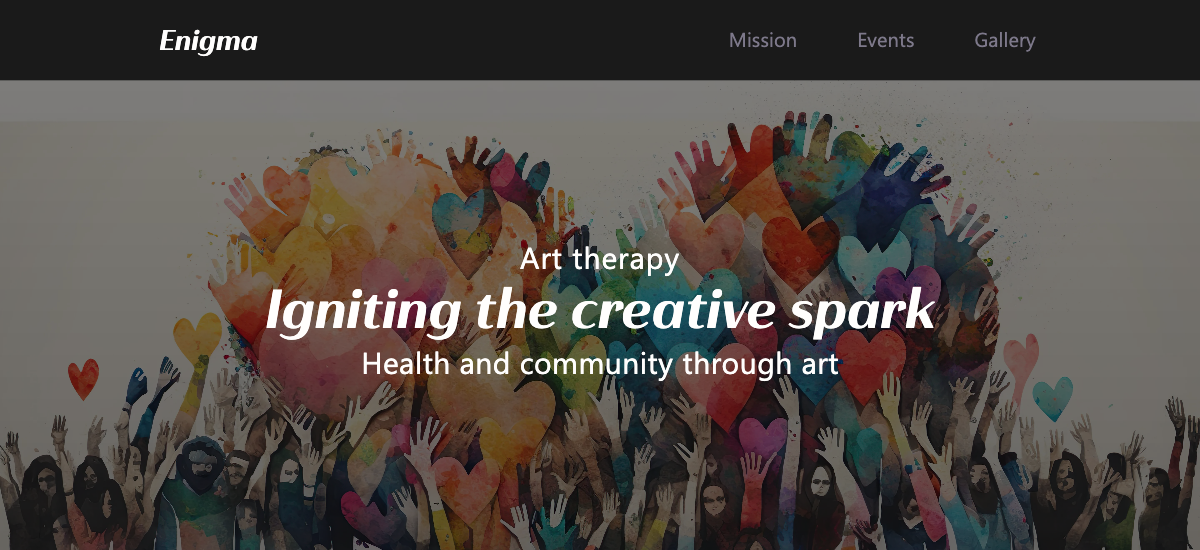 Enigma
Mission Events Gallery
Art therapy
Igniting the creative spark
Health and community through art